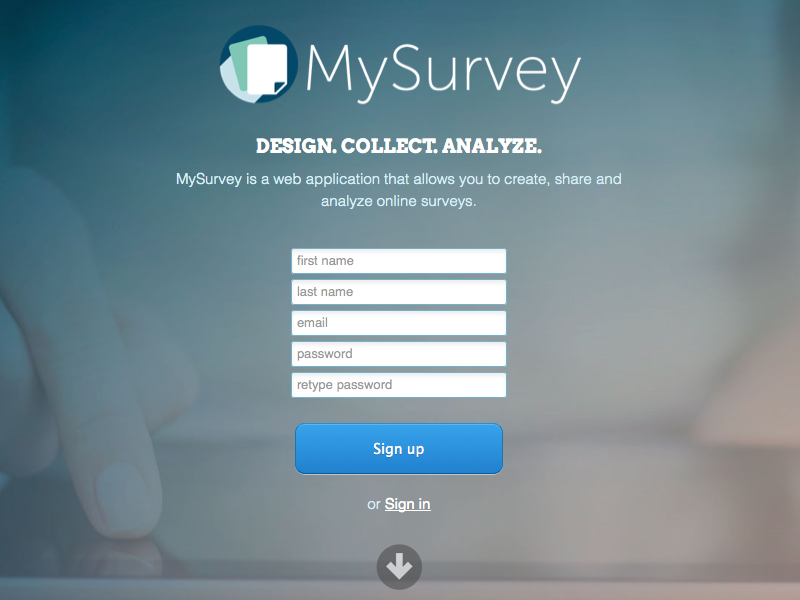 MySurvey
DESIGN. COLLECT. ANALYZE.
MySurvey is a web application that allows you to create, share and
analyze online surveys.
first name
last name
email
password
retype password
Sign up
or Sign in